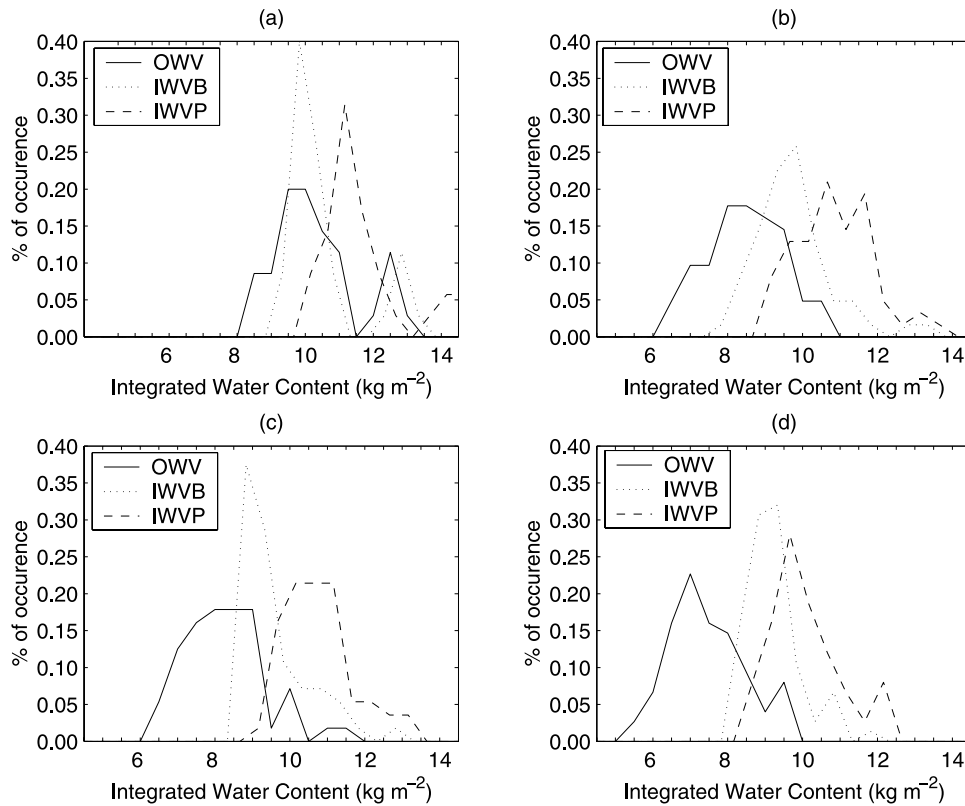 (a)
0.40
0.35
0.30
0.25
0.20
0.15
0.10
0.05
0.00
% of occurence
OWV
IWVB
IWVP
6 8 10 12 14
Integrated Water Content (kg m−2)
(b)
0.40
0.35
0.30
0.25
0.20
0.15
0.10
0.05
0.00
% of occurence
OWV
IWVB
IWVP
6 8 10 12 14
Integrated Water Content (kg m−2)
(c)
0.40
0.35
0.30
0.25
0.20
0.15
0.10
0.05
0.00
% of occurence
OWV
IWVB
IWVP
6 8 10 12 14
Integrated Water Content (kg m−2)
(d)
0.40
0.35
0.30
0.25
0.20
0.15
0.10
0.05
0.00
% of occurence
OWV
IWVB
IWVP
6 8 10 12 14
Integrated Water Content (kg m−2)